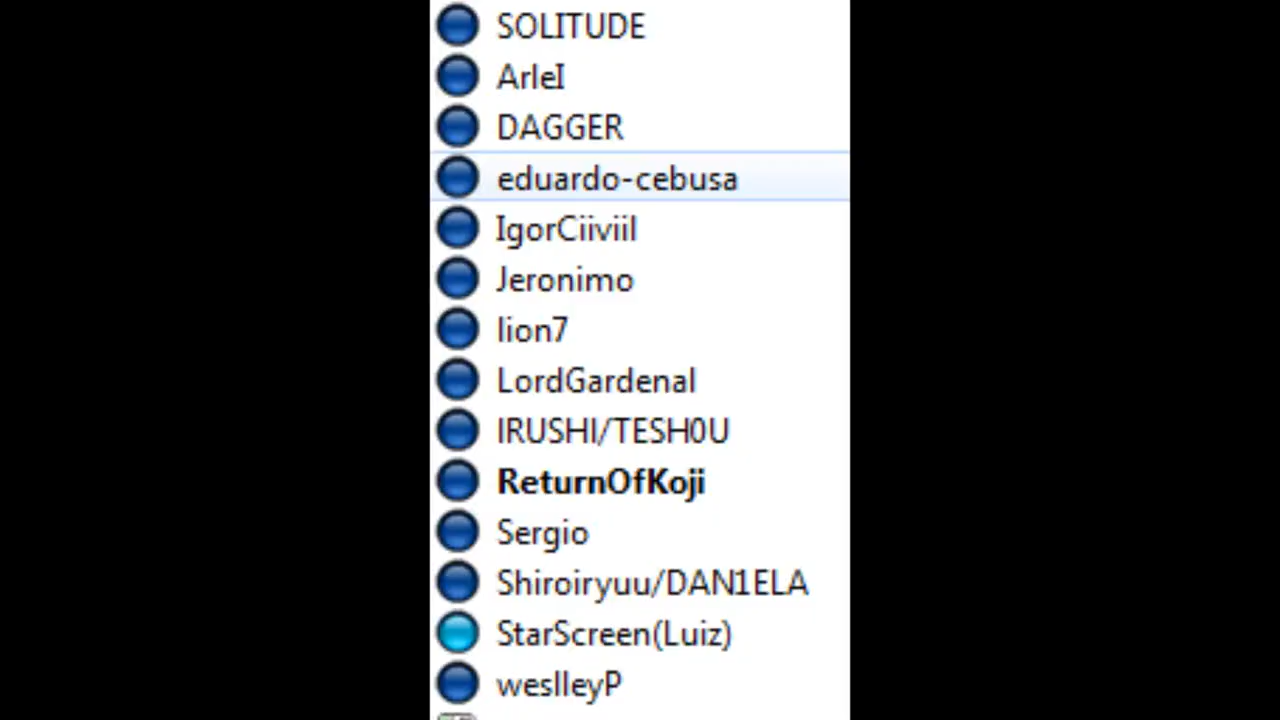 SOLITUDE
ArleI
DAGGER
eduardo-cebusa
IgorCiiviil
Jeronimo
lion7
LordGardenal
IRUSHI/TESH0U
ReturnOfKoji
Sergio
Shiroiryuu/DAN1ELA
StarScreen(Luiz)
weslleyP